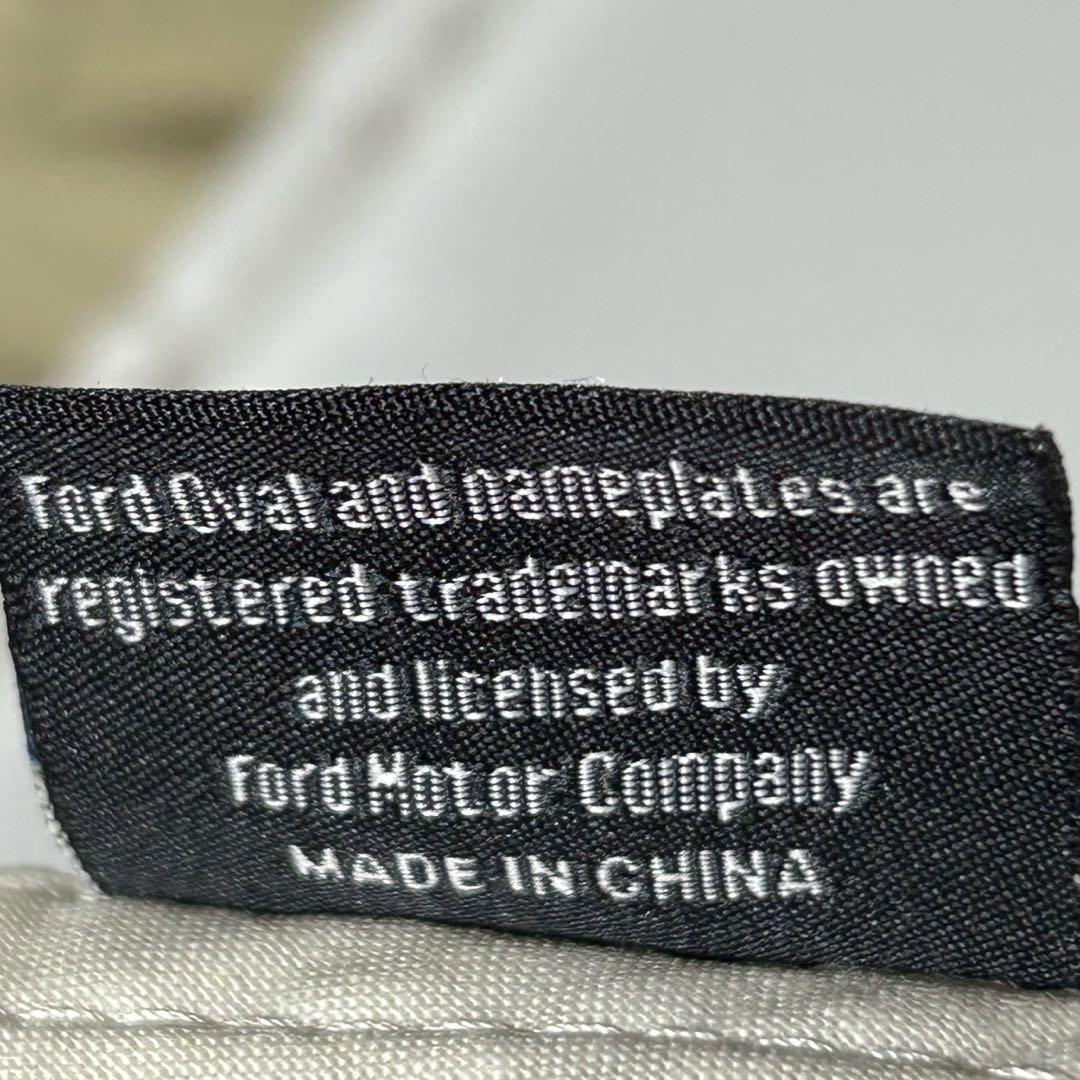 Ford Oval and nameplates are
registered trademarks owned
and licensed by
Ford Motor Company
MADE IN CHINA